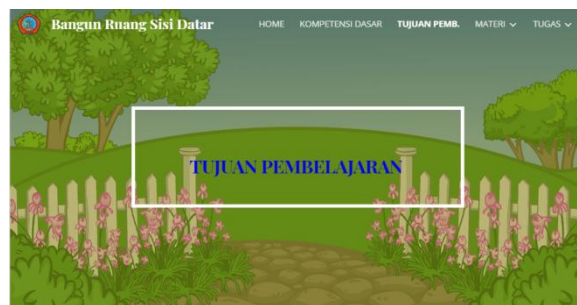 Bangun Ruang Sisi Datar
HOME KOMPETENSI DASAR TUJUAN PEMB. MATERI TUGAS
TUJUAN PEMBELAJARAN